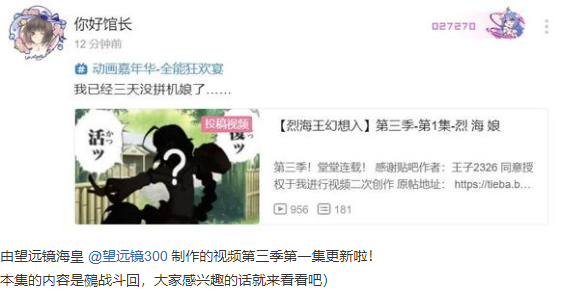 你好馆长
027270
12 分钟前
动画嘉年华-全能狂欢宴
我已经三天没拼机娘了……
投稿视频
活ッ
かつ
復ッ
【烈海王幻想入】第三季-第1集-烈 海 娘
?
第三季！堂堂连载！ 感谢贴吧作者：王子2326 同意授
权于我进行视频二次创作 原帖地址： https://tieba.b...
956 181
由望远镜海皇 @望远镜300 制作的视频第三季第一集更新啦！
本集的内容是鵺战斗回，大家感兴趣的话就来看看吧）